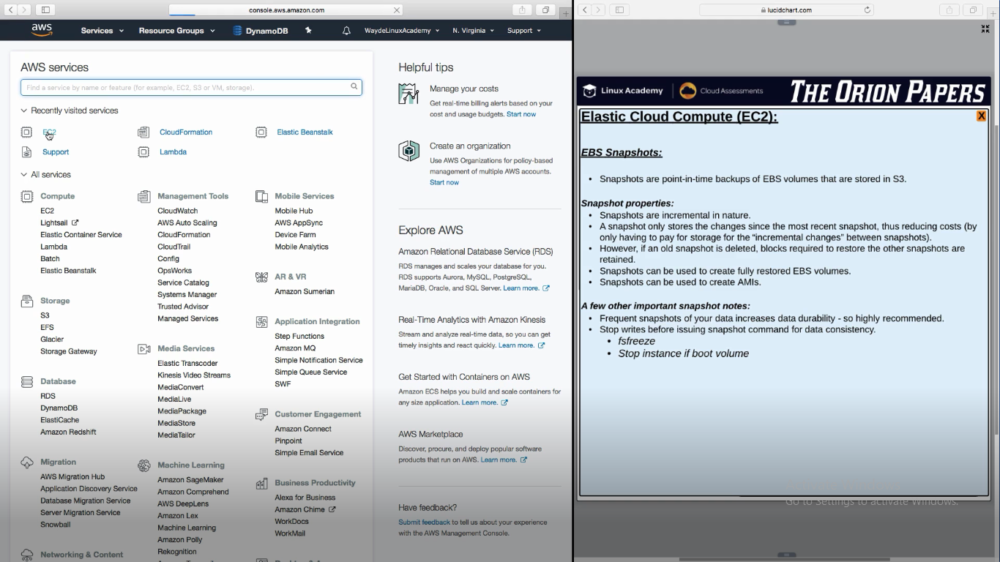 console.aws.amazon.com
aws
Services
Resource Groups
DynamoDB
WaydeLinuxAcademy
N. Virginia
Support
AWS services
Find a service by name or feature (for example, EC2, S3 or VM, storage).
Recently visited services
EC2
CloudFormation
Elastic Beanstalk
Support
Lambda
All services
Compute
EC2
Lightsail
Elastic Container Service
Lambda
Batch
Elastic Beanstalk
Storage
S3
EFS
Glacier
Storage Gateway
Database
RDS
DynamoDB
ElastiCache
Amazon Redshift
Migration
AWS Migration Hub
Application Discovery Service
Database Migration Service
Server Migration Service
Snowball
Networking & Content
Management Tools
CloudWatch
AWS Auto Scaling
CloudFormation
CloudTrail
Config
OpsWorks
Service Catalog
Systems Manager
Trusted Advisor
Managed Services
Media Services
Elastic Transcoder
Kinesis Video Streams
MediaConvert
MediaLive
MediaPackage
MediaStore
MediaTailor
Machine Learning
Amazon SageMaker
Amazon Comprehend
AWS DeepLens
Amazon Lex
Machine Learning
Amazon Polly
Rekognition
Mobile Services
Mobile Hub
AWS AppSync
Device Farm
Mobile Analytics
AR & VR
Amazon Sumerian
Application Integration
Step Functions
Amazon MQ
Simple Notification Service
Simple Queue Service
SWF
Customer Engagement
Amazon Connect
Pinpoint
Simple Email Service
Business Productivity
Alexa for Business
Amazon Chime
WorkDocs
WorkMail
Helpful tips
Manage your costs
Get real-time billing alerts based on your
cost and usage budgets. Start now
Create an organization
Use AWS Organizations for policy-based
management of multiple AWS accounts.
Start now
Explore AWS
Amazon Relational Database Service (RDS)
RDS manages and scales your database for you.
RDS supports Aurora, MySQL, PostgreSQL,
MariaDB, Oracle, and SQL Server. Learn more.
Real-Time Analytics with Amazon Kinesis
Stream and analyze real-time data, so you can get
timely insights and react quickly. Learn more.
Get Started with Containers on AWS
Amazon ECS helps you build and scale containers for
any size application. Learn more.
AWS Marketplace
Discover, procure, and deploy popular software
products that run on AWS. Learn more.
Have feedback?
Submit feedback to tell us about your experience
with the AWS Management Console.
lucidchart.com
Linux Academy
Cloud Assessments
THE ORION PAPERS
Elastic Cloud Compute (EC2):
X
EBS Snapshots:
• Snapshots are point-in-time backups of EBS volumes that are stored in S3.
Snapshot properties:
• Snapshots are incremental in nature.
• A snapshot only stores the changes since the most recent snapshot, thus reducing costs (by
only having to pay for storage for the “incremental changes” between snapshots).
• However, if an old snapshot is deleted, blocks required to restore the other snapshots are
retained.
• Snapshots can be used to create fully restored EBS volumes.
• Snapshots can be used to create AMIs.
A few other important snapshot notes:
• Frequent snapshots of your data increases data durability - so highly recommended.
• Stop writes before issuing snapshot command for data consistency.
• fsfreeze
• Stop instance if boot volume
Go to Settings to activate Windows.